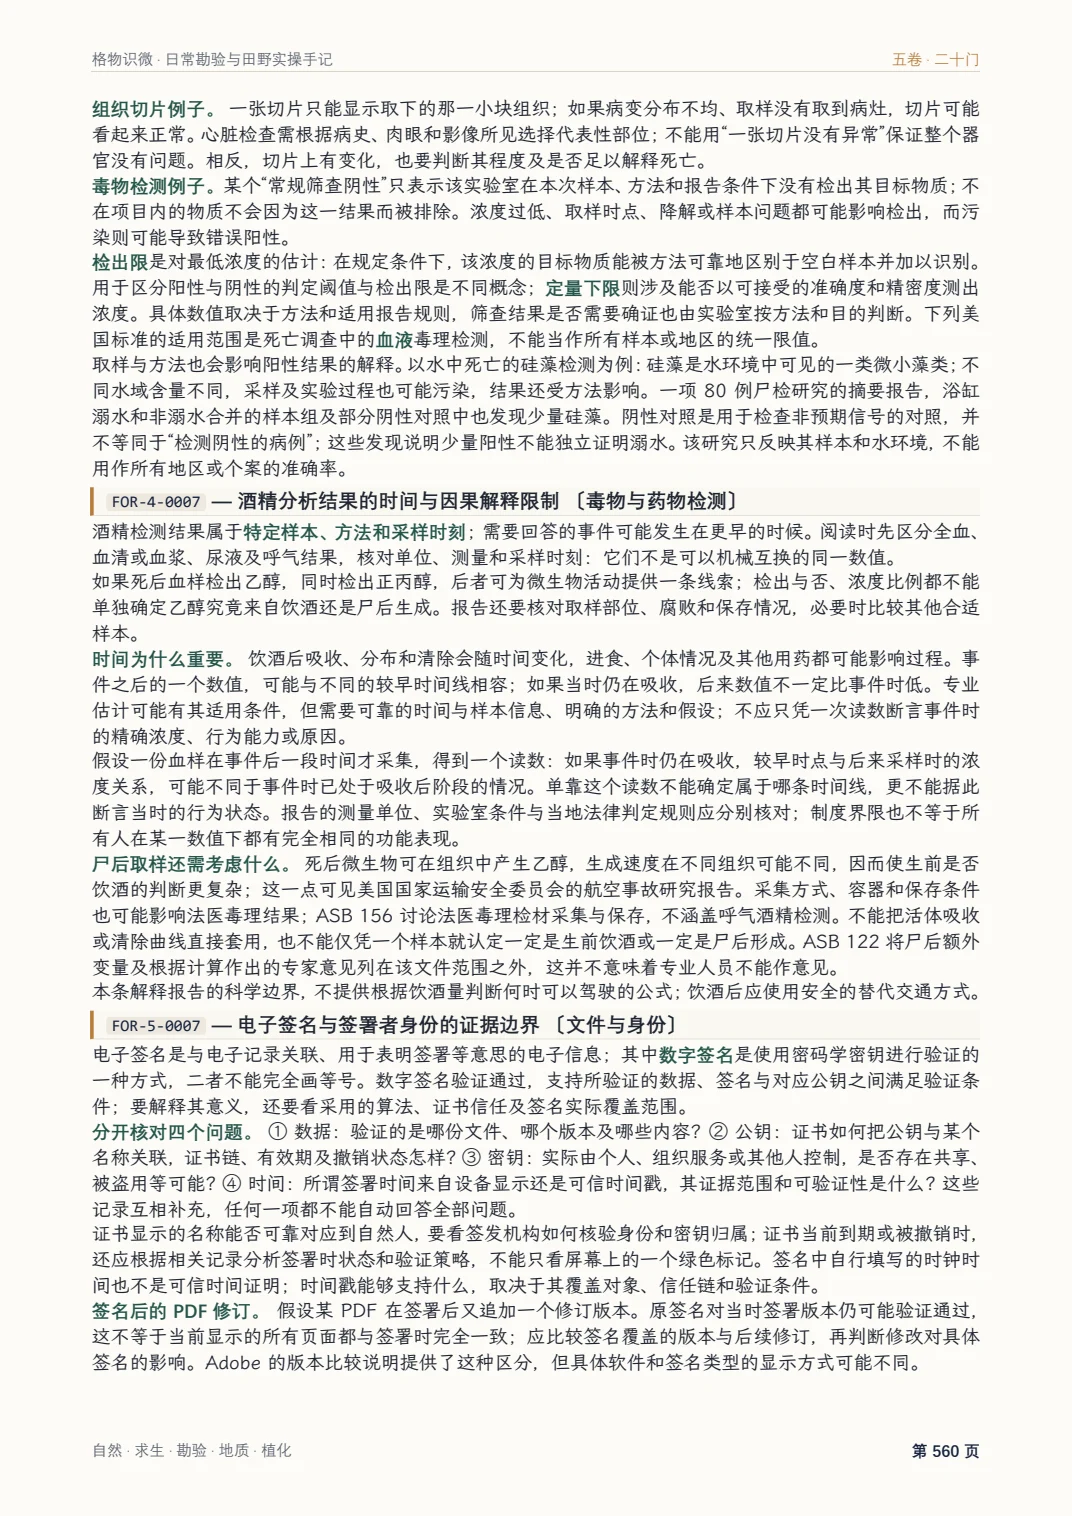 格物识微 · 日常勘验与田野实操手记
五卷 · 二十门
组织切片例子。 一张切片只能显示取下的那一小块组织；如果病变分布不均、取样没有取到病灶，切片可能
看起来正常。心脏检查需根据病史、肉眼和影像所见选择代表性部位；不能用“一张切片没有异常”保证整个器
官没有问题。相反，切片上有变化，也要判断其程度及是否足以解释死亡。
毒物检测例子。某个“常规筛查阴性”只表示该实验室在本次样本、方法和报告条件下没有检出其目标物质；不
在项目内的物质不会因为这一结果而被排除。浓度过低、取样时点、降解或样本问题都可能影响检出，而污
染则可能导致错误阳性。
检出限是对最低浓度的估计：在规定条件下，该浓度的目标物质能被方法可靠地区别于空白样本并加以识别。
用于区分阳性与阴性的判定阈值与检出限是不同概念；定量下限则涉及能否以可接受的准确度和精密度测出
浓度。具体数值取决于方法和适用报告规则，筛查结果是否需要确证也由实验室按方法和目的判断。下列美
国标准的适用范围是死亡调查中的血液毒理检测，不能当作所有样本或地区的统一限值。
取样与方法也会影响阳性结果的解释。以水中死亡的硅藻检测为例：硅藻是水环境中可见的一类微小藻类；不
同水域含量不同，采样及实验过程也可能污染，结果还受方法影响。一项 80 例尸检研究的摘要报告，浴缸
溺水和非溺水合并的样本组及部分阴性对照中也发现少量硅藻。阴性对照是用于检查非预期信号的对照，并
不等同于“检测阴性的病例”；这些发现说明少量阳性不能独立证明溺水。该研究只反映其样本和水环境，不能
用作所有地区或个案的准确率。
FOR-4-0007 — 酒精分析结果的时间与因果解释限制 〔毒物与药物检测〕
酒精检测结果属于特定样本、方法和采样时刻；需要回答的事件可能发生在更早的时候。阅读时先区分全血、
血清或血浆、尿液及呼气结果，核对单位、测量和采样时刻：它们不是可以机械互换的同一数值。
如果死后血样检出乙醇，同时检出正丙醇，后者可为微生物活动提供一条线索；检出与否、浓度比例都不能
单独确定乙醇究竟来自饮酒还是尸后生成。报告还要核对取样部位、腐败和保存情况，必要时比较其他合适
样本。
时间为什么重要。 饮酒后吸收、分布和清除会随时间变化，进食、个体情况及其他用药都可能影响过程。事
件之后的一个数值，可能与不同的较早时间线相容；如果当时仍在吸收，后来数值不一定比事件时低。专业
估计可能有其适用条件，但需要可靠的时间与样本信息、明确的方法和假设；不应只凭一次读数断言事件时
的精确浓度、行为能力或原因。
假设一份血样在事件后一段时间才采集，得到一个读数：如果事件时仍在吸收，较早时点与后来采样时的浓
度关系，可能不同于事件时已处于吸收后阶段的情况。单靠这个读数不能确定属于哪条时间线，更不能据此
断言当时的行为状态。报告的测量单位、实验室条件与当地法律判定规则应分别核对；制度界限也不等于所
有人在某一数值下都有完全相同的功能表现。
尸后取样还需考虑什么。 死后微生物可在组织中产生乙醇，生成速度在不同组织可能不同，因而使生前是否
饮酒的判断更复杂；这一点可见美国国家运输安全委员会的航空事故研究报告。采集方式、容器和保存条件
也可能影响法医毒理结果；ASB 156 讨论法医毒理检材采集与保存，不涵盖呼气酒精检测。不能把活体吸收
或清除曲线直接套用，也不能仅凭一个样本就认定一定是生前饮酒或一定是尸后形成。ASB 122 将尸后额外
变量及根据计算作出的专家意见列在该文件范围之外，这并不意味着专业人员不能作意见。
本条解释报告的科学边界，不提供根据饮酒量判断何时可以驾驶的公式；饮酒后应使用安全的替代交通方式。
FOR-5-0007 — 电子签名与签署者身份的证据边界 〔文件与身份〕
电子签名是与电子记录关联、用于表明签署等意思的电子信息；其中数字签名是使用密码学密钥进行验证的
一种方式，二者不能完全画等号。数字签名验证通过，支持所验证的数据、签名与对应公钥之间满足验证条
件；要解释其意义，还要看采用的算法、证书信任及签名实际覆盖范围。
分开核对四个问题。 ① 数据：验证的是哪份文件、哪个版本及哪些内容？② 公钥：证书如何把公钥与某个
名称关联，证书链、有效期及撤销状态怎样？③ 密钥：实际由个人、组织服务或其他人控制，是否存在共享、
被盗用等可能？④ 时间：所谓签署时间来自设备显示还是可信时间戳，其证据范围和可验证性是什么？这些
记录互相补充，任何一项都不能自动回答全部问题。
证书显示的名称能否可靠对应到自然人，要看签发机构如何核验身份和密钥归属；证书当前到期或被撤销时，
还应根据相关记录分析签署时状态和验证策略，不能只看屏幕上的一个绿色标记。签名中自行填写的时钟时
间也不是可信时间证明；时间戳能够支持什么，取决于其覆盖对象、信任链和验证条件。
签名后的 PDF 修订。 假设某 PDF 在签署后又追加一个修订版本。原签名对当时签署版本仍可能验证通过，
这不等于当前显示的所有页面都与签署时完全一致；应比较签名覆盖的版本与后续修订，再判断修改对具体
签名的影响。Adobe 的版本比较说明提供了这种区分，但具体软件和签名类型的显示方式可能不同。
自然 · 求生 · 勘验 · 地质 · 植化
第 560 页